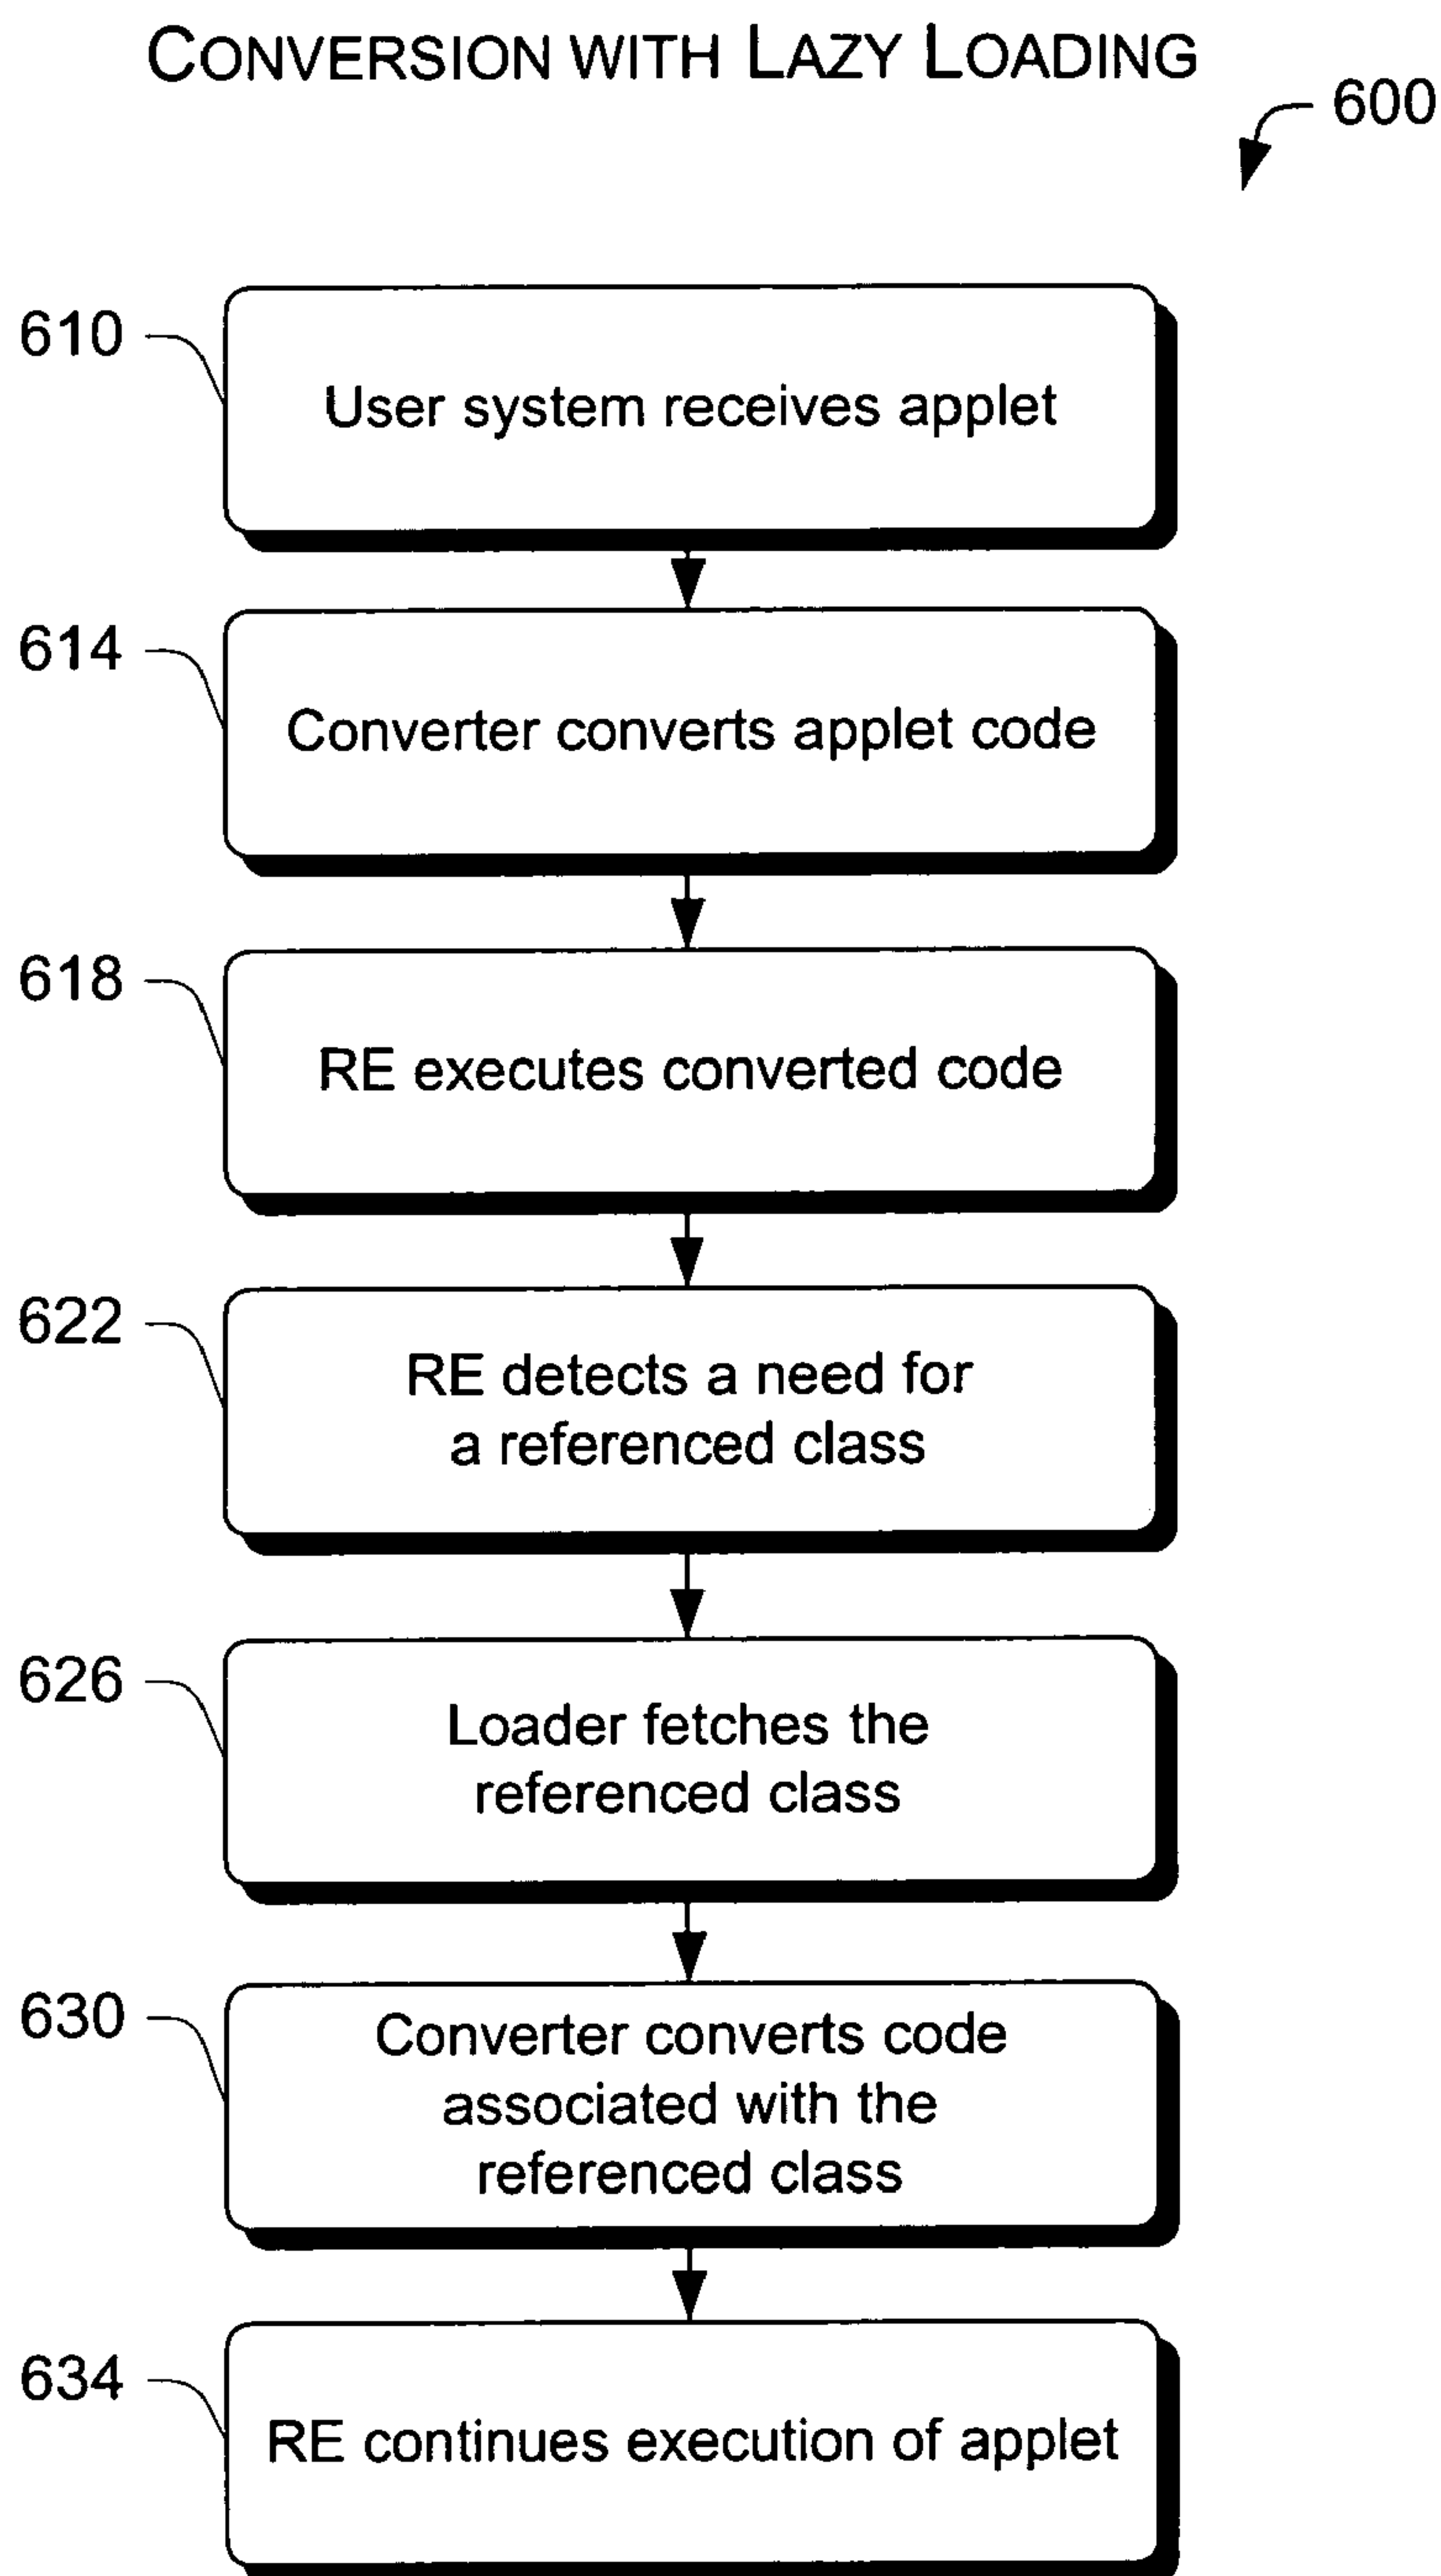 CONVERSION WITH LAZY LOADING
600
610
User system receives applet
614
Converter converts applet code
618
RE executes converted code
622
RE detects a need for
a referenced class
626
Loader fetches the
referenced class
630
Converter converts code
associated with the
referenced class
634
RE continues execution of applet